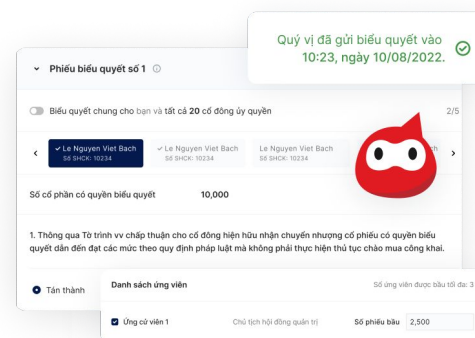 Quý vị đã gửi biểu quyết vào
10:23, ngày 10/08/2022.
Phiếu biểu quyết số 1
Biểu quyết chung cho bạn và tất cả 20 cổ đông ủy quyền 2/5
Le Nguyen Viet Bach Le Nguyen Viet Bach Le Nguyen Viet Bach
Số SHCK: 10234 Số SHCK: 10234 Số SHCK: 10234
Số cổ phần có quyền biểu quyết 10,000
1. Thông qua Tờ trình vv chấp thuận cho cổ đông hiện hữu nhận chuyển nhượng cổ phiếu có quyền biểu
quyết dẫn đến đạt các mức theo quy định pháp luật mà không phải thực hiện thủ tục chào mua công khai.
Tán thành
Danh sách ứng viên Số ứng viên được bầu tối đa: 3
Ứng cử viên 1 Chủ tịch hội đồng quản trị Số phiếu bầu 2,500